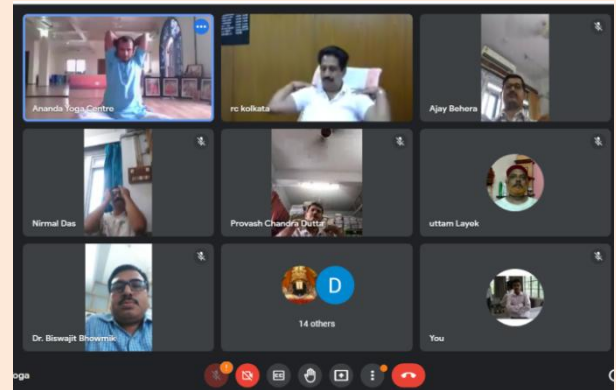 Ananda Yoga Centre
rc kolkata
Ajay Behera
Nirmal Das
Provash Chandra Dutta
uttam Layek
Dr. Biswajit Bhowmik
D
14 others
You
oga
CC